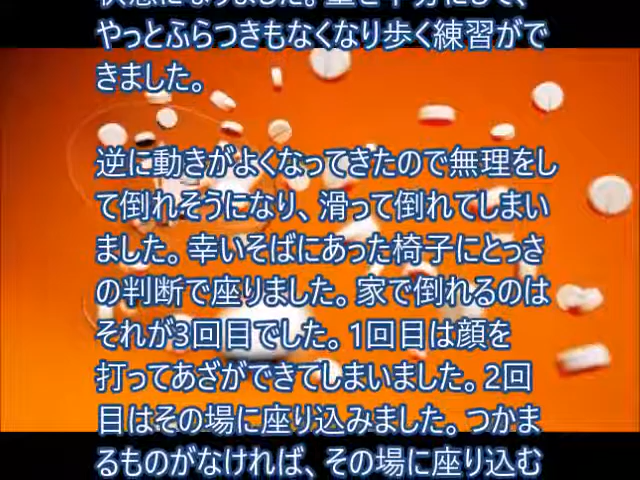 やっとふらつきもなくなり歩く練習がで
きました。
逆に動きがよくなってきたので無理をし
て倒れそうになり、滑って倒れてしまい
ました。幸いそばにあった椅子にとっさ
の判断で座りました。家で倒れるのは
それが3回目でした。1回目は顔を
打ってあざができてしまいました。2回
目はその場に座り込みました。つかま
るものがなければ、その場に座り込む